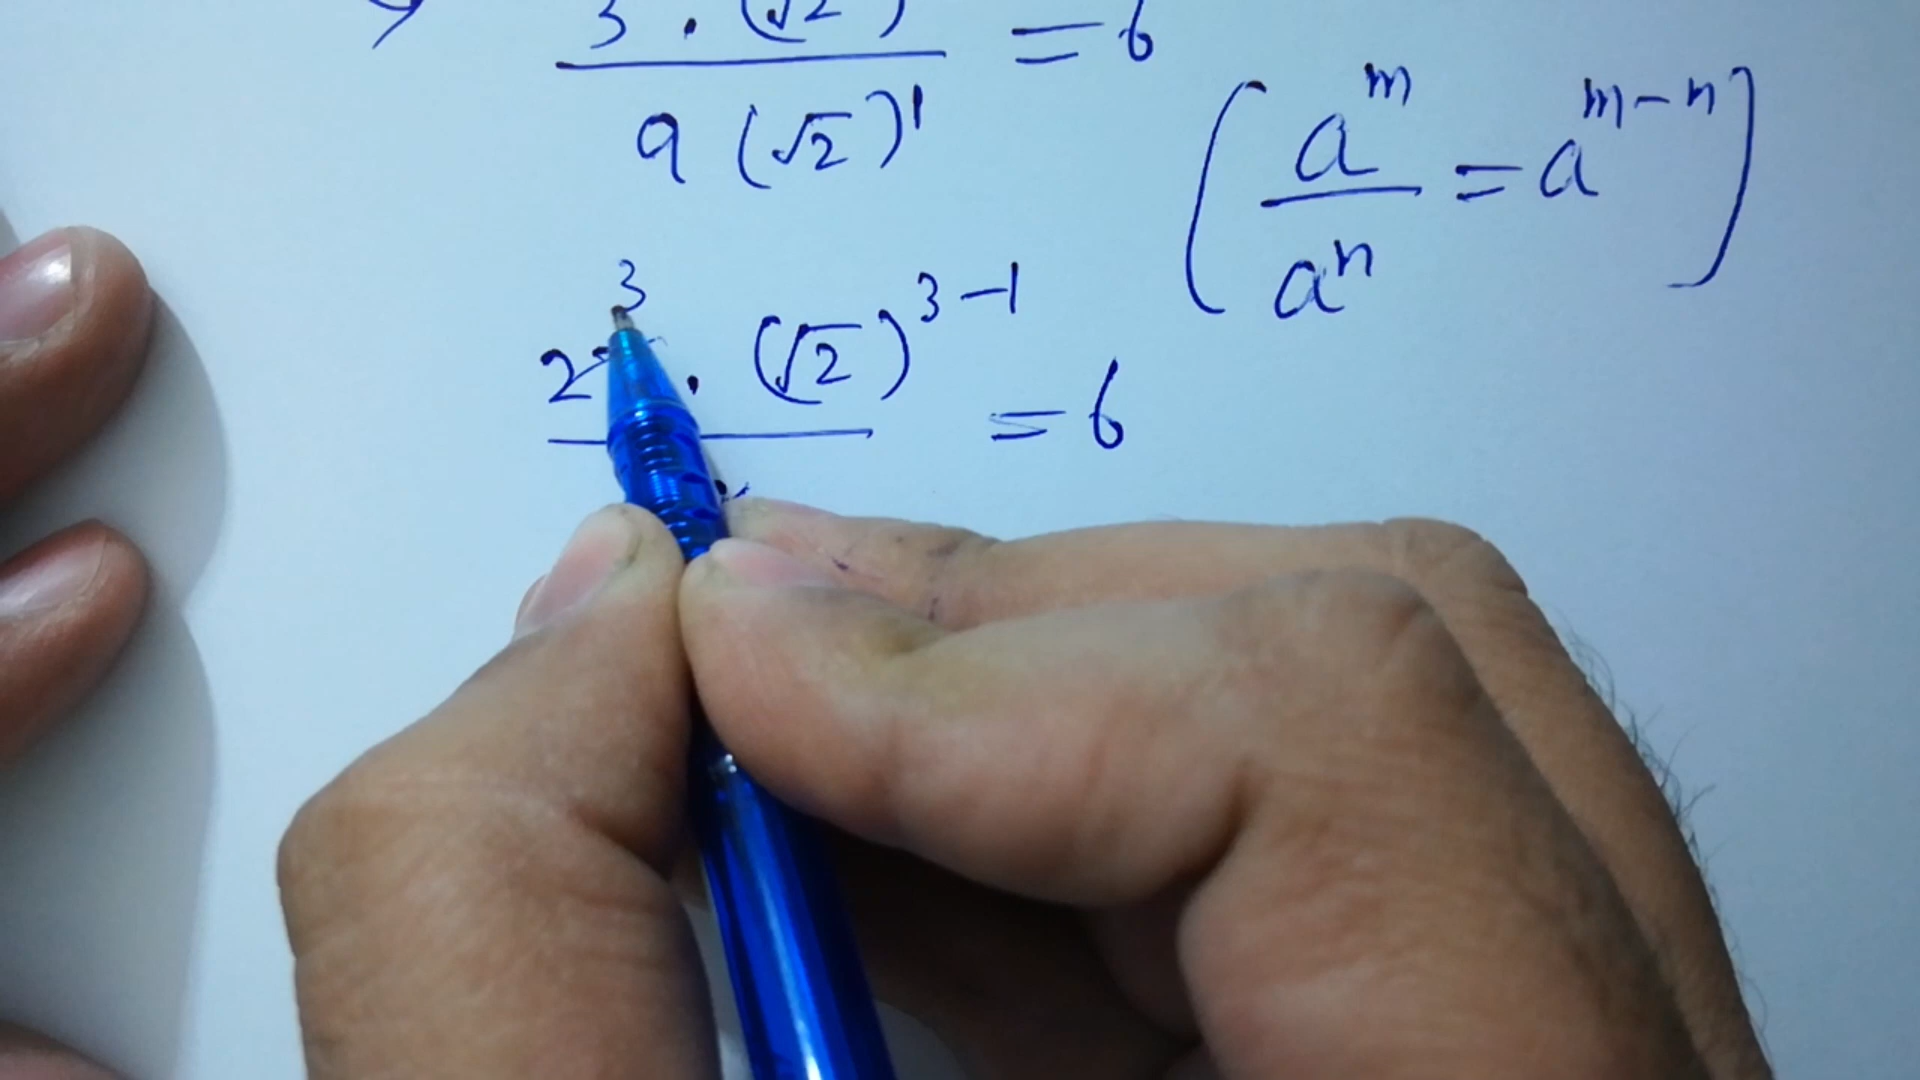 3 · (√2) = 6
9 (√2)¹
(aᵐ / aⁿ = aᵐ⁻ⁿ)
3
2 · (√2)³⁻¹ = 6